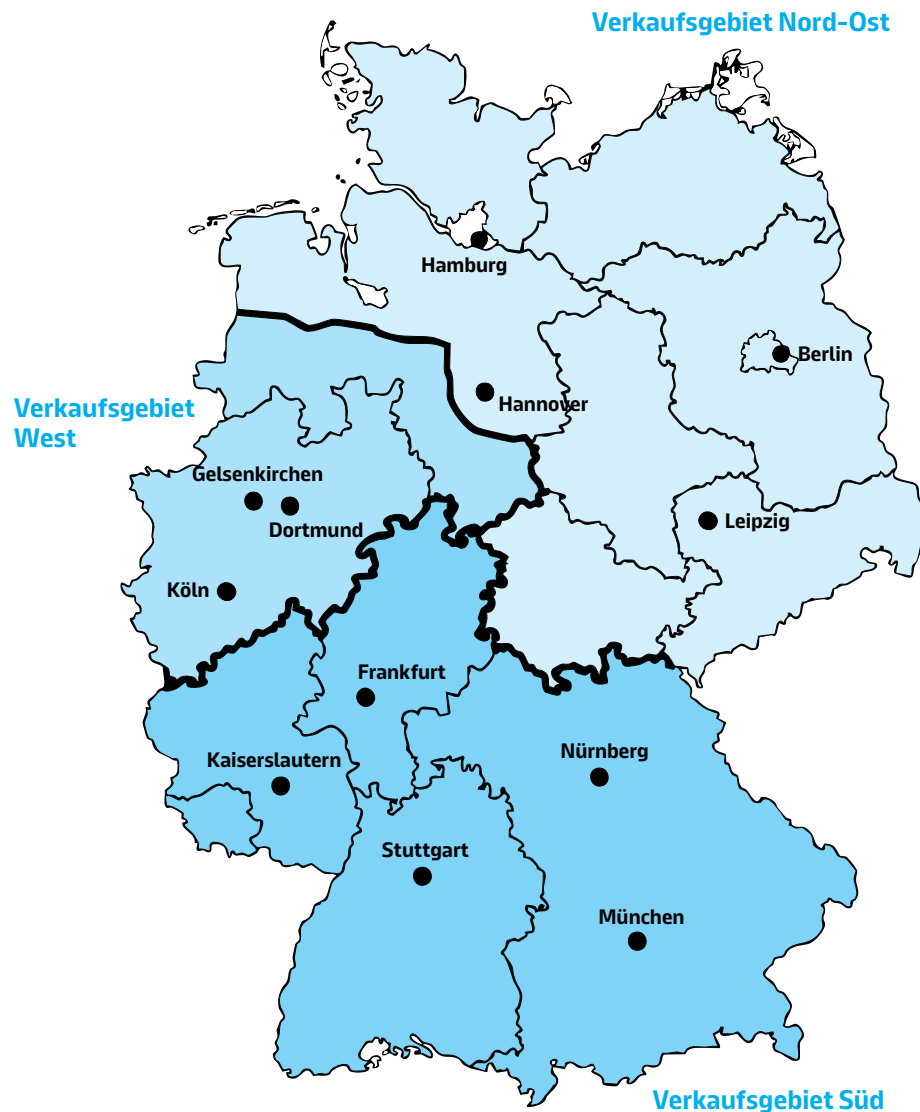 Verkaufsgebiet Nord-Ost
Hamburg
Berlin
Hannover
Verkaufsgebiet
West
Gelsenkirchen
Dortmund
Leipzig
Köln
Frankfurt
Kaiserslautern
Nürnberg
Stuttgart
München
Verkaufsgebiet Süd